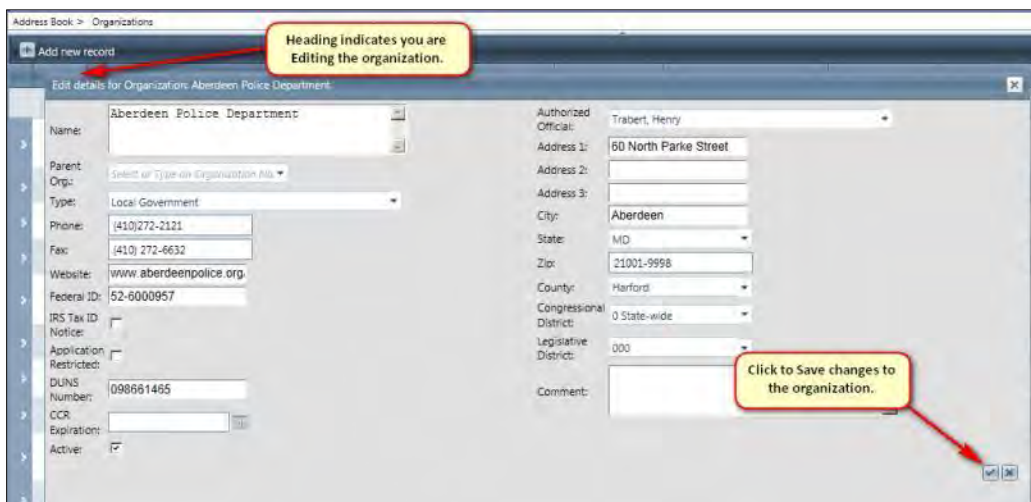 Address Book > Organizations
Add new record
Heading indicates you are
Editing the organization.
Edit details for Organization: Aberdeen Police Department
Name:
Aberdeen Police Department
Parent
Org.:
Select or Type an Organization Na
Type:
Local Government
Phone:
(410)272-2121
Fax:
(410) 272-6632
Website:
www.aberdeenpolice.org
Federal ID:
52-6000957
IRS Tax ID
Notice:
Application
Restricted:
DUNS
Number:
098661465
CCR
Expiration:
Active:
Authorized
Official:
Trabert, Henry
Address 1:
60 North Parke Street
Address 2:
Address 3:
City:
Aberdeen
State:
MD
Zip:
21001-9998
County:
Harford
Congressional
District:
0 State-wide
Legislative
District:
000
Comment:
Click to Save changes to
the organization.